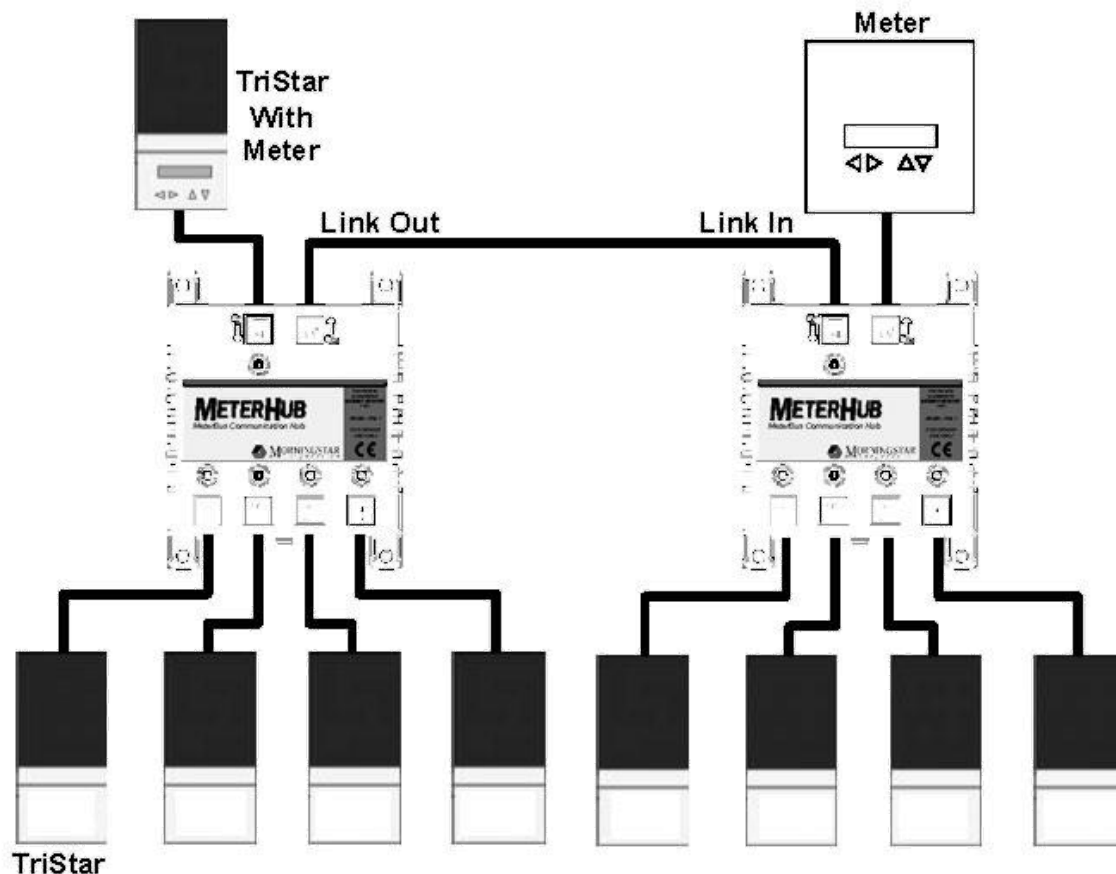 Meter
TriStar
With
Meter
Link Out
Link In
METERHUB
MeterBus Communication Hub
MORNINGSTAR
CE
METERHUB
MeterBus Communication Hub
MORNINGSTAR
CE
TriStar